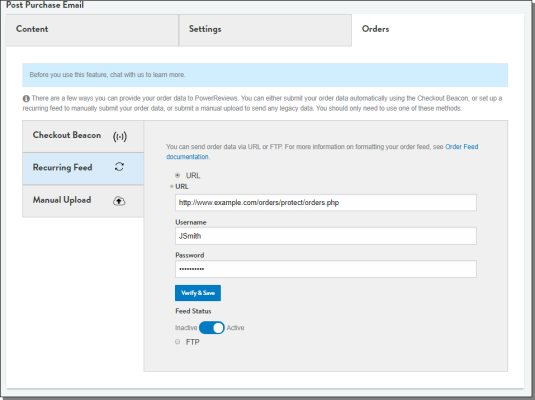 Post Purchase Email
Content
Settings
Orders
Before you use this feature, chat with us to learn more.
There are a few ways you can provide your order data to PowerReviews. You can either submit your order data automatically using the Checkout Beacon, or set up a
recurring feed to manually submit your order data, or submit a manual upload to send any legacy data. You should only need to use one of these methods.
Checkout Beacon
Recurring Feed
Manual Upload
You can send order data via URL or FTP. For more information on formatting your order feed, see Order Feed
documentation.
URL
* URL
http://www.example.com/orders/protect/orders.php
Username
JSmith
Password
••••••••••
Verify & Save
Feed Status
Inactive Active
FTP